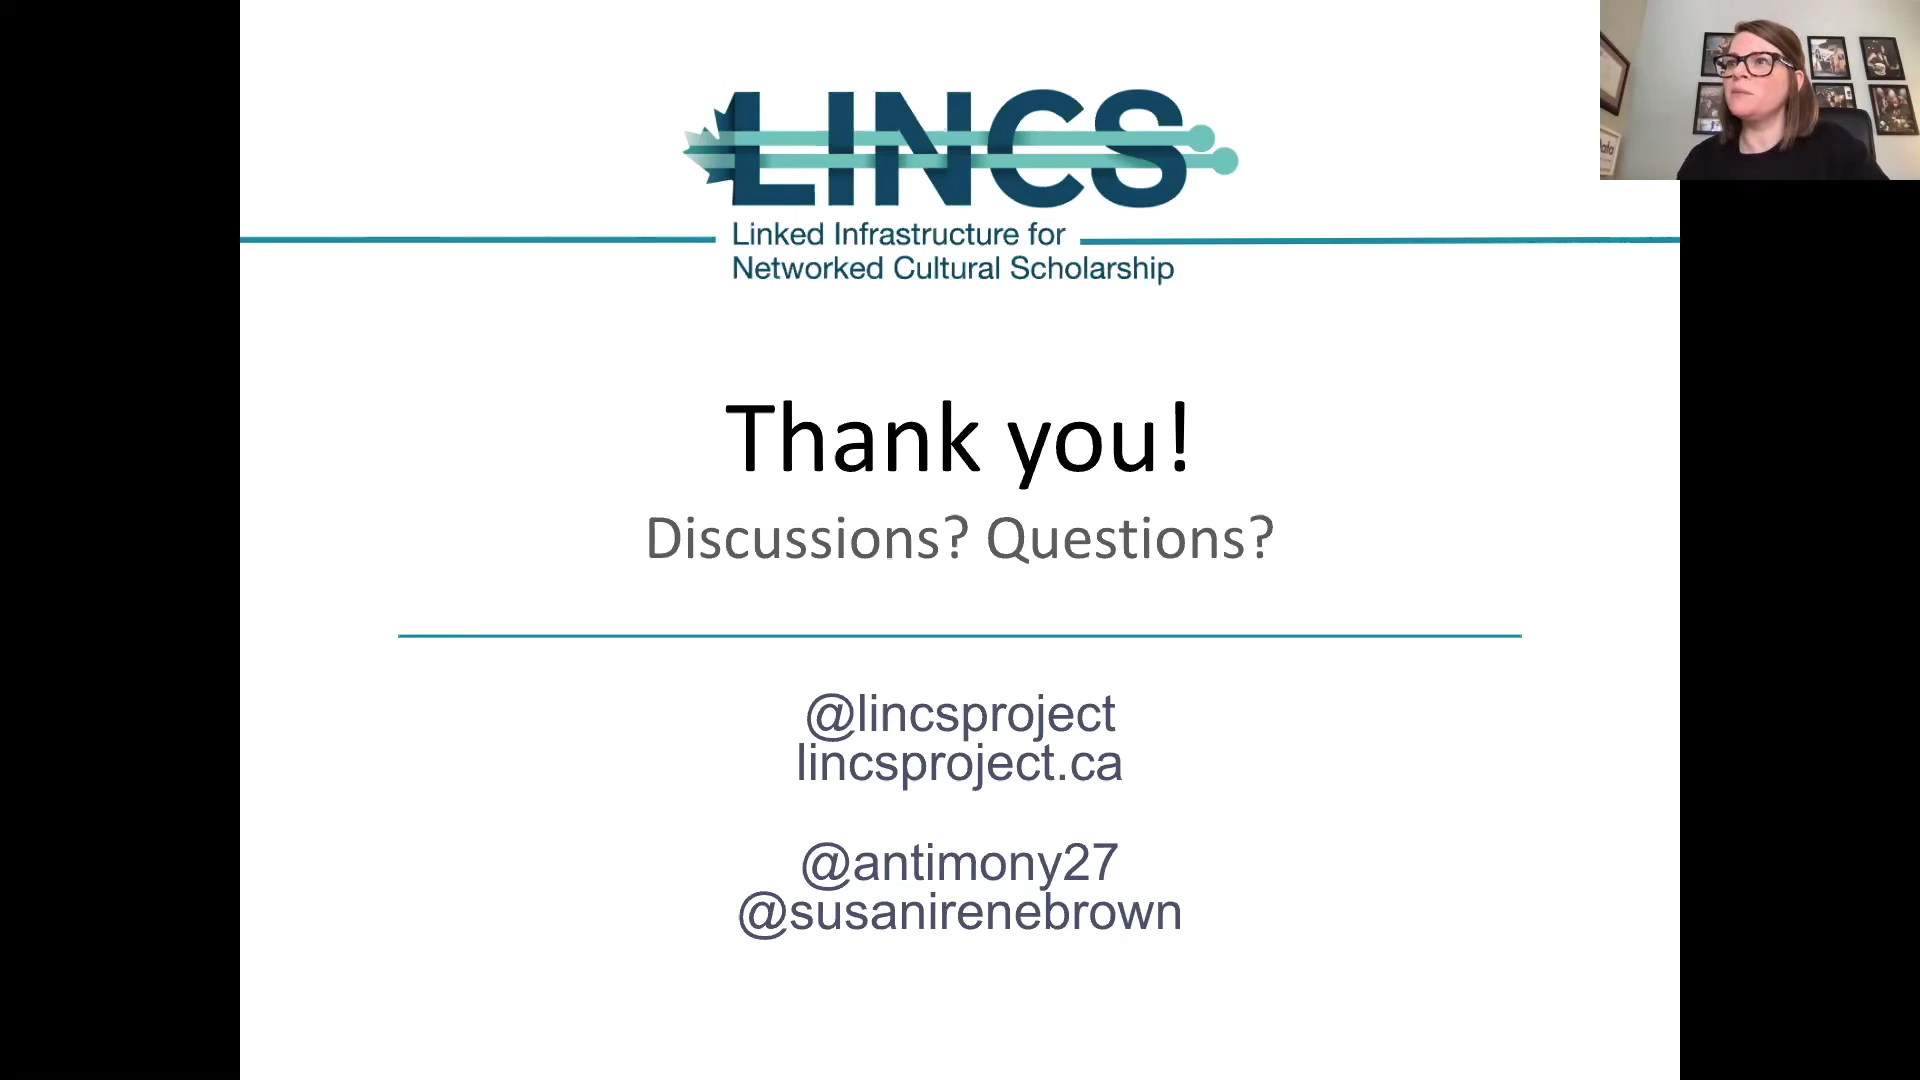 LINCS
Linked Infrastructure for
Networked Cultural Scholarship
Thank you!
Discussions? Questions?
@lincsproject
lincsproject.ca
@antimony27
@susanirenebrown